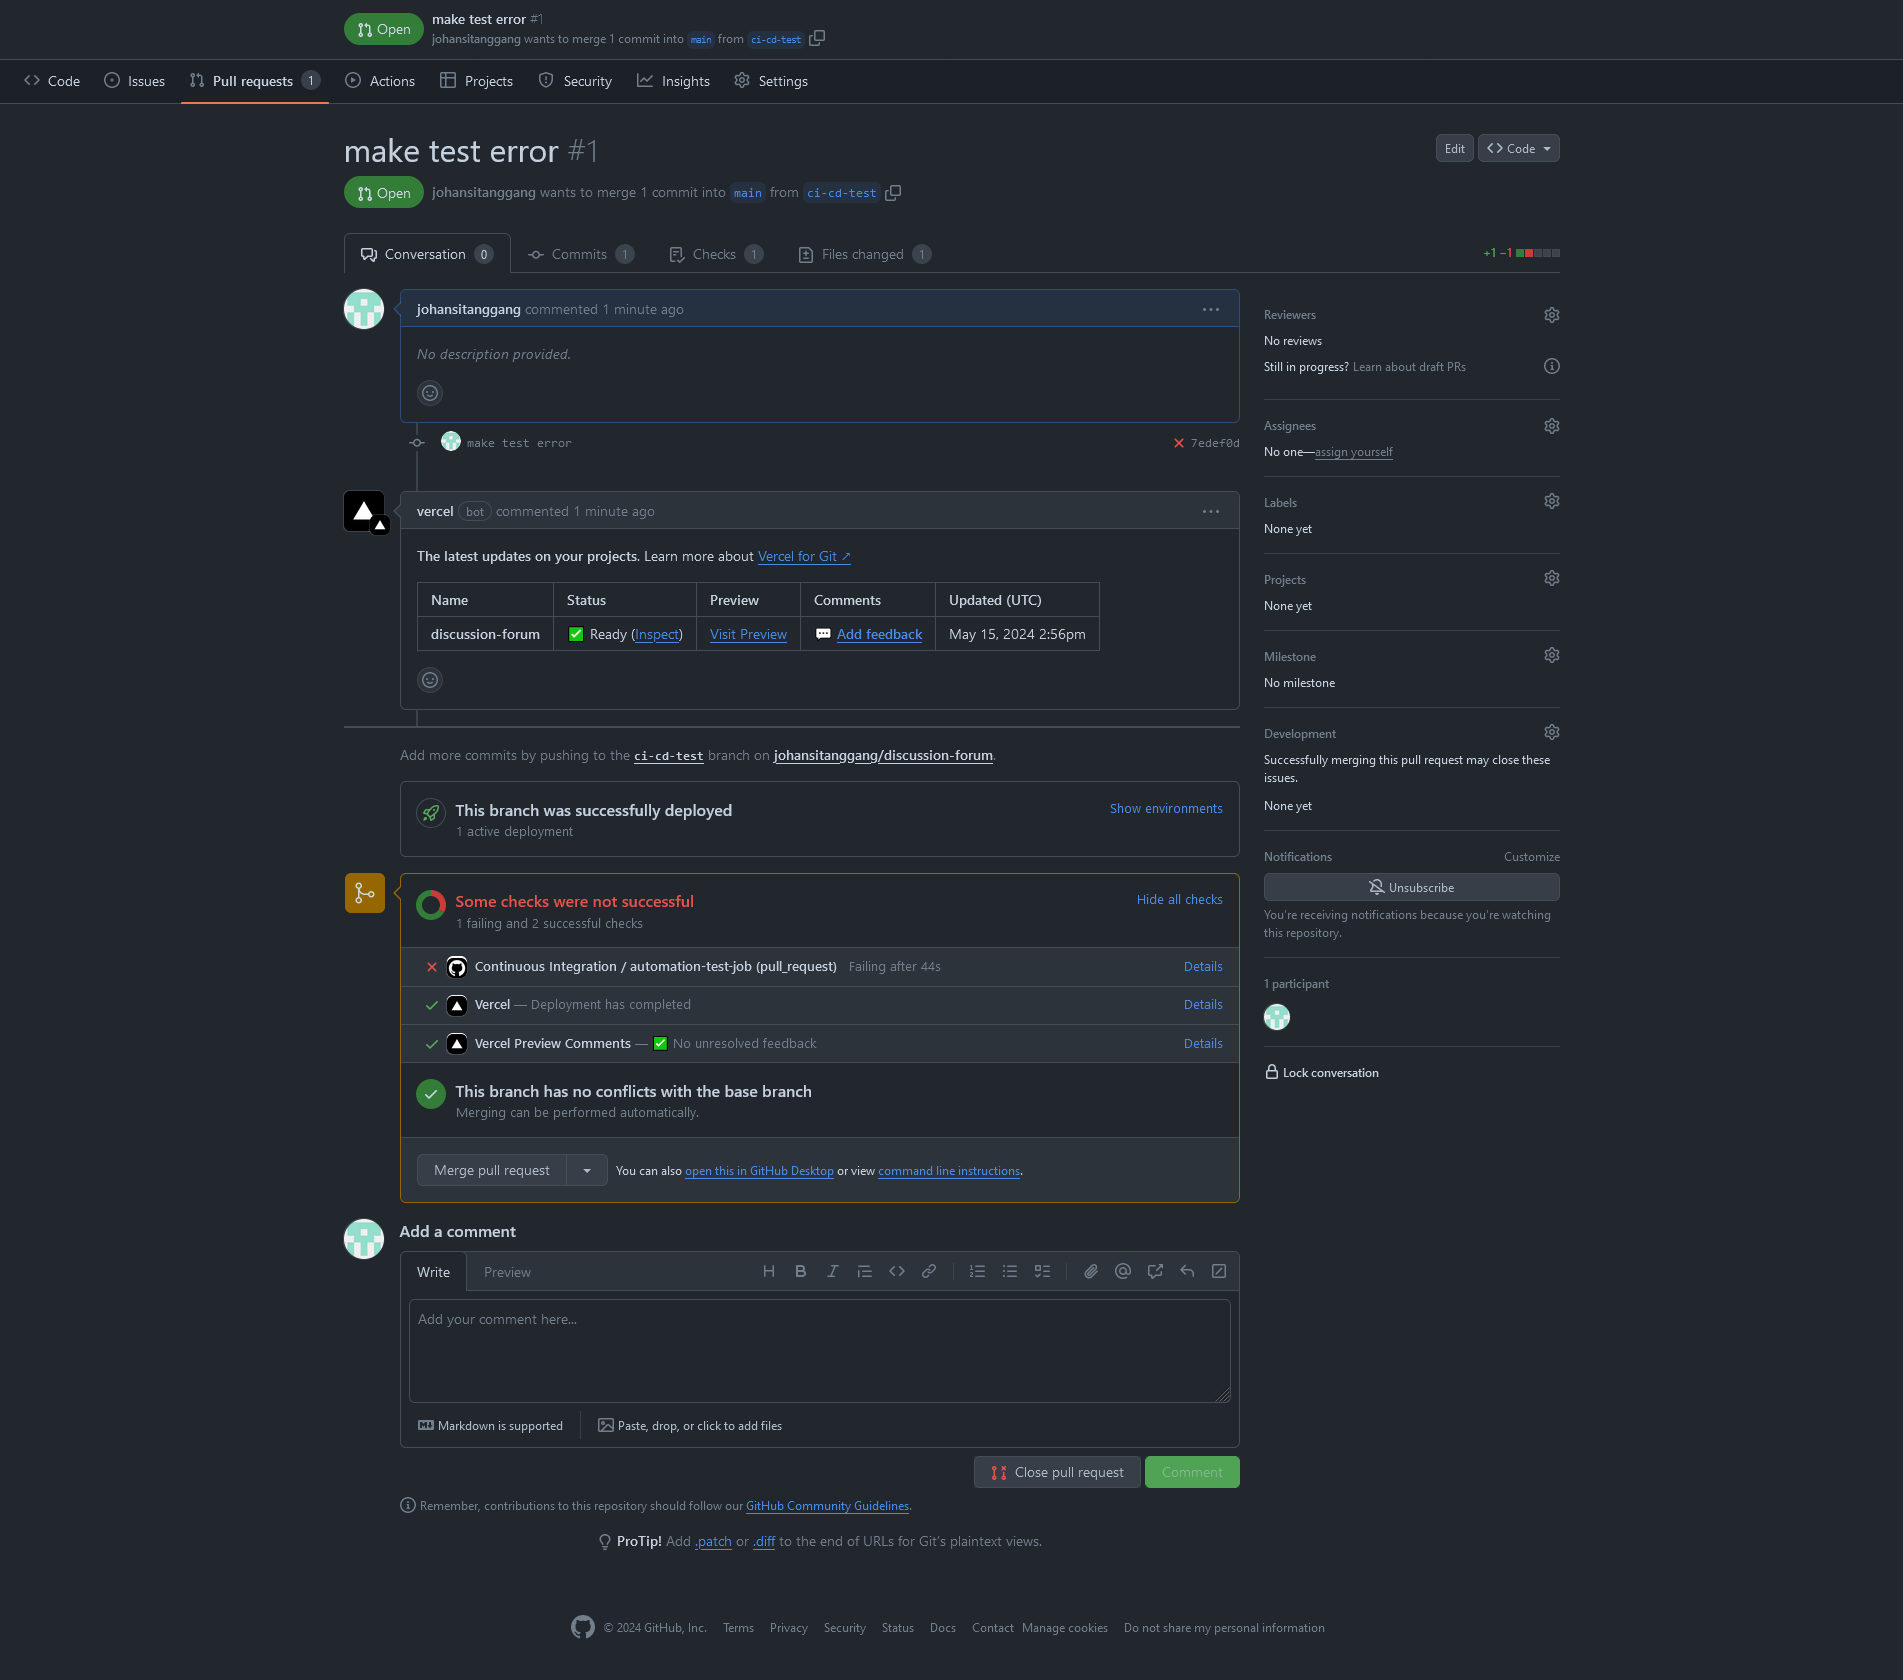 Open
make test error #1
johansitanggang wants to merge 1 commit into main from ci-cd-test
Code Issues Pull requests 1 Actions Projects Security Insights Settings
make test error #1
Edit Code
Open johansitanggang wants to merge 1 commit into main from ci-cd-test
Conversation 0 Commits 1 Checks 1 Files changed 1
+1 −1
johansitanggang commented 1 minute ago
No description provided.
make test error 7edef0d
vercel bot commented 1 minute ago
The latest updates on your projects. Learn more about Vercel for Git ↗
Name Status Preview Comments Updated (UTC)
discussion-forum ✅ Ready (Inspect) Visit Preview 💬 Add feedback May 15, 2024 2:56pm
Add more commits by pushing to the ci-cd-test branch on johansitanggang/discussion-forum.
This branch was successfully deployed
1 active deployment
Show environments
Some checks were not successful
1 failing and 2 successful checks
Hide all checks
Continuous Integration / automation-test-job (pull_request) Failing after 44s Details
Vercel — Deployment has completed Details
Vercel Preview Comments — ✅ No unresolved feedback Details
This branch has no conflicts with the base branch
Merging can be performed automatically.
Merge pull request You can also open this in GitHub Desktop or view command line instructions.
Add a comment
Write Preview
Add your comment here...
Markdown is supported Paste, drop, or click to add files
Close pull request Comment
Remember, contributions to this repository should follow our GitHub Community Guidelines.
ProTip! Add .patch or .diff to the end of URLs for Git's plaintext views.
Reviewers
No reviews
Still in progress? Learn about draft PRs
Assignees
No one—assign yourself
Labels
None yet
Projects
None yet
Milestone
No milestone
Development
Successfully merging this pull request may close these
issues.
None yet
Notifications Customize
Unsubscribe
You're receiving notifications because you're watching
this repository.
1 participant
Lock conversation
© 2024 GitHub, Inc. Terms Privacy Security Status Docs Contact Manage cookies Do not share my personal information